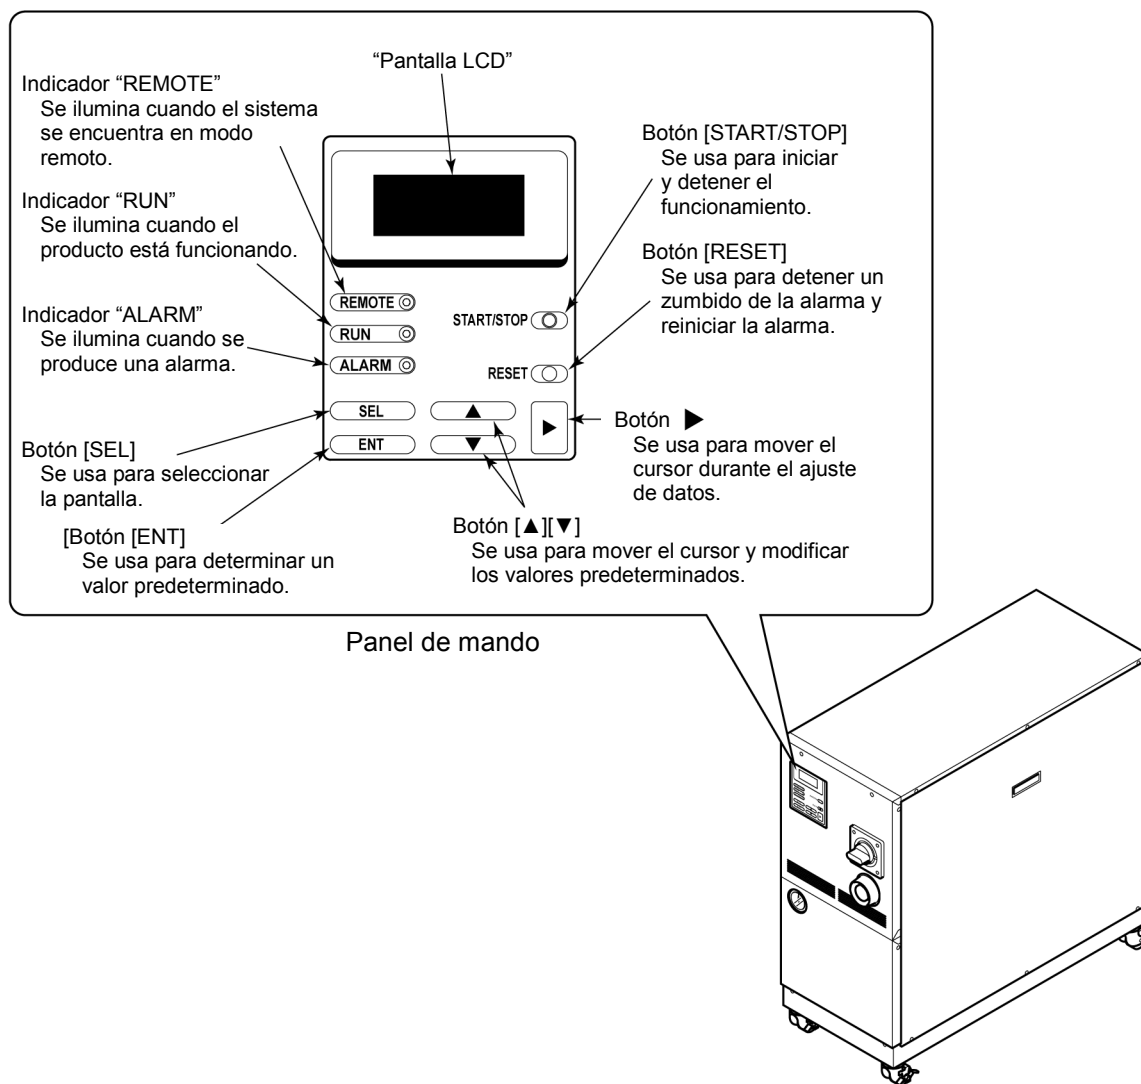 “Pantalla LCD”
Indicador “REMOTE”
Se ilumina cuando el sistema
se encuentra en modo
remoto.
Indicador “RUN”
Se ilumina cuando el
producto está funcionando.
Indicador “ALARM”
Se ilumina cuando se
produce una alarma.
Botón [SEL]
Se usa para seleccionar
la pantalla.
[Botón [ENT]
Se usa para determinar un
valor predeterminado.
REMOTE
RUN
ALARM
SEL
ENT
START/STOP
RESET
▲
▼
▶
Botón [START/STOP]
Se usa para iniciar
y detener el
funcionamiento.
Botón [RESET]
Se usa para detener un
zumbido de la alarma y
reiniciar la alarma.
Botón ▶
Se usa para mover el
cursor durante el ajuste
de datos.
Botón [▲][▼]
Se usa para mover el cursor y modificar
los valores predeterminados.
Panel de mando